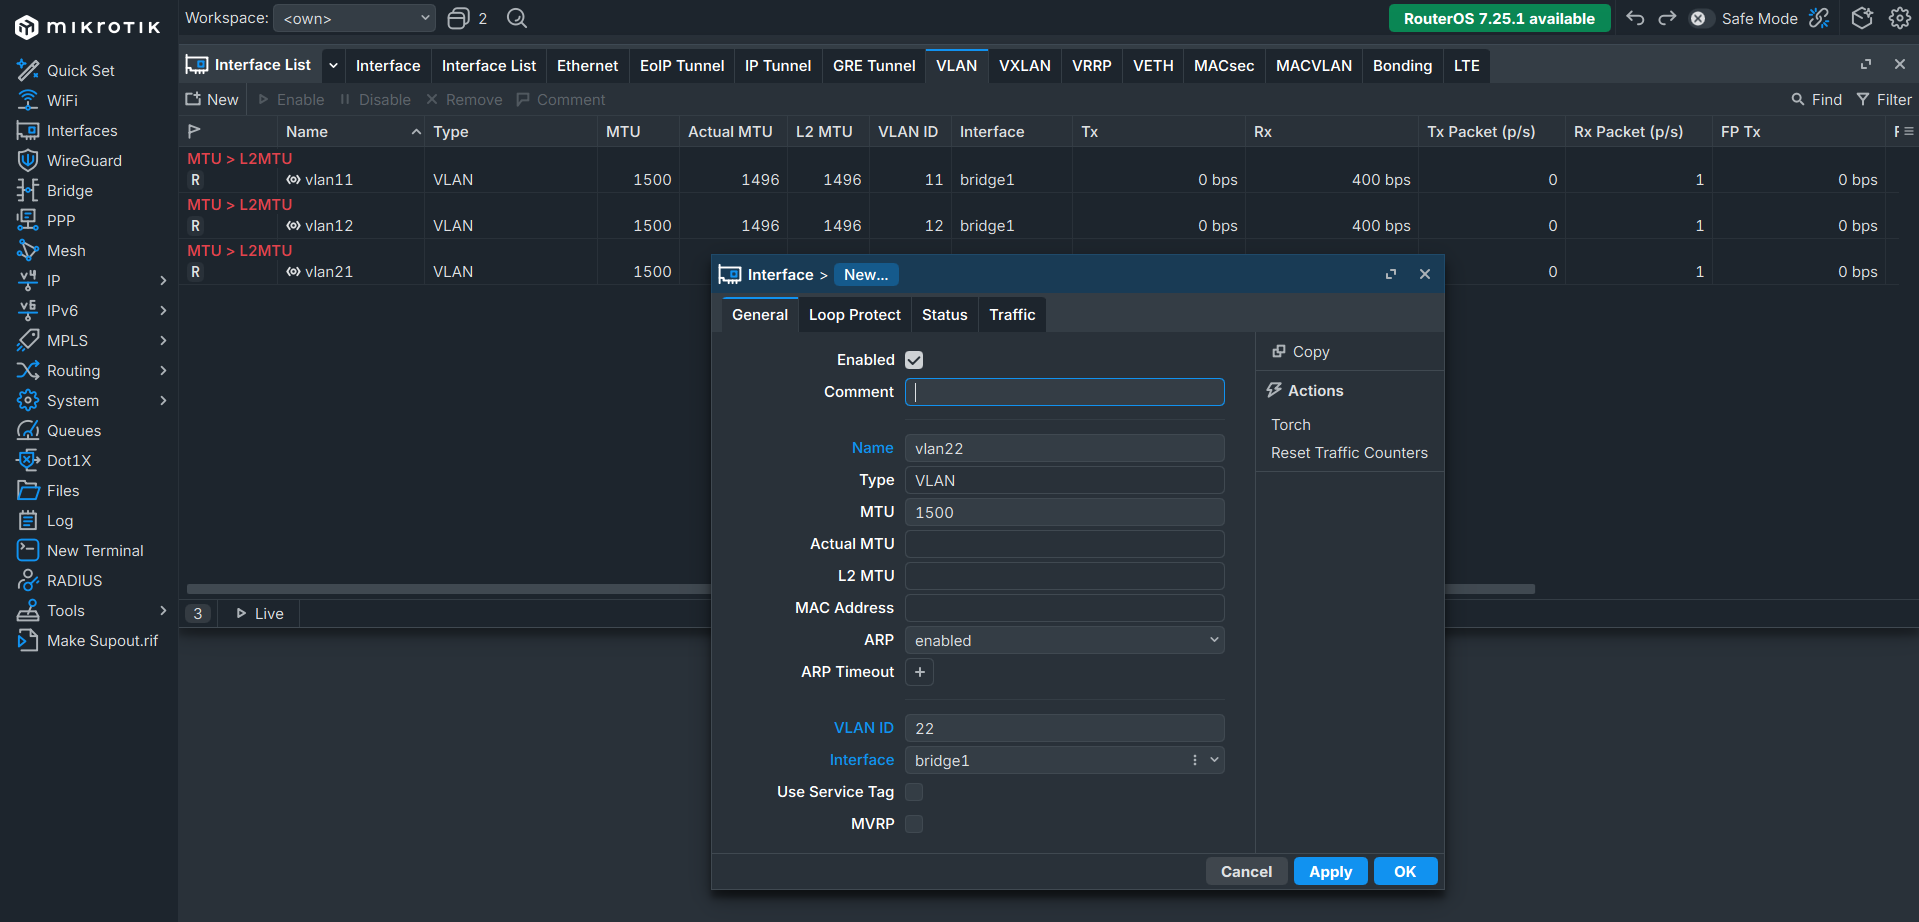 mikrotik
Workspace: <own> 2 RouterOS 7.25.1 available Safe Mode
Quick Set
WiFi
Interfaces
WireGuard
Bridge
PPP
Mesh
IP
IPv6
MPLS
Routing
System
Queues
Dot1X
Files
Log
New Terminal
RADIUS
Tools
Make Supout.rif
Interface List Interface Interface List Ethernet EoIP Tunnel IP Tunnel GRE Tunnel VLAN VXLAN VRRP VETH MACsec MACVLAN Bonding LTE
New Enable Disable Remove Comment Find Filter
Name Type MTU Actual MTU L2 MTU VLAN ID Interface Tx Rx Tx Packet (p/s) Rx Packet (p/s) FP Tx
MTU > L2MTU
R vlan11 VLAN 1500 1496 1496 11 bridge1 0 bps 400 bps 0 1 0 bps
MTU > L2MTU
R vlan12 VLAN 1500 1496 1496 12 bridge1 0 bps 400 bps 0 1 0 bps
MTU > L2MTU
R vlan21 VLAN 1500 0 1 0 bps
3 Live
Interface > New...
General Loop Protect Status Traffic
Enabled
Comment
Name vlan22
Type VLAN
MTU 1500
Actual MTU
L2 MTU
MAC Address
ARP enabled
ARP Timeout +
VLAN ID 22
Interface bridge1
Use Service Tag
MVRP
Copy
Actions
Torch
Reset Traffic Counters
Cancel Apply OK